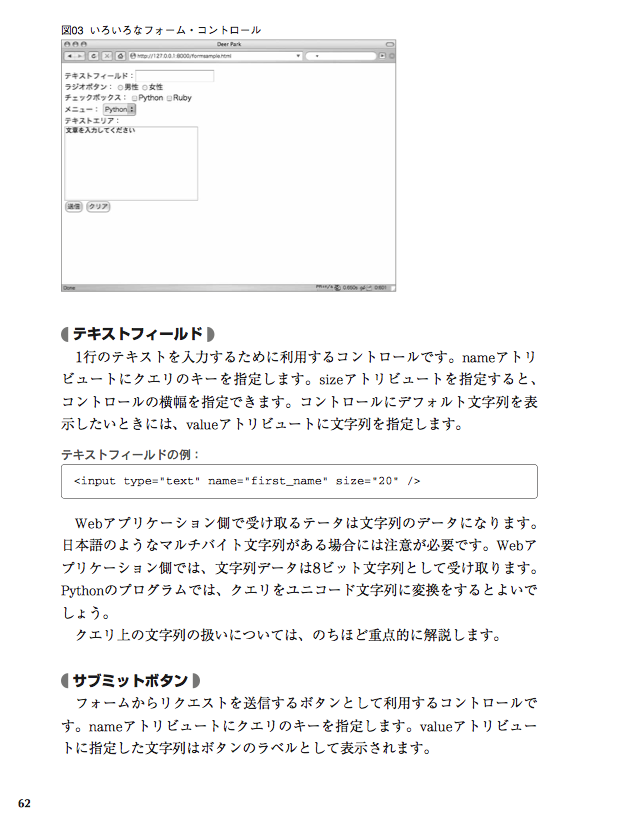 図03 いろいろなフォーム・コントロール
Deer Park
http://127.0.0.1:8000/formsample.html
テキストフィールド：
ラジオボタン： 男性 女性
チェックボックス： Python Ruby
メニュー： Python
テキストエリア：
文章を入力してください
送信 クリア
Done
テキストフィールド
1行のテキストを入力するために利用するコントロールです。nameアトリ
ビュートにクエリのキーを指定します。sizeアトリビュートを指定すると、
コントロールの横幅を指定できます。コントロールにデフォルト文字列を表
示したいときには、valueアトリビュートに文字列を指定します。
テキストフィールドの例：
<input type="text" name="first_name" size="20" />
Webアプリケーション側で受け取るテータは文字列のデータになります。
日本語のようなマルチバイト文字列がある場合には注意が必要です。Webア
プリケーション側では、文字列データは8ビット文字列として受け取ります。
Pythonのプログラムでは、クエリをユニコード文字列に変換をするとよいで
しょう。
クエリ上の文字列の扱いについては、のちほど重点的に解説します。
サブミットボタン
フォームからリクエストを送信するボタンとして利用するコントロールで
す。nameアトリビュートにクエリのキーを指定します。valueアトリビュー
トに指定した文字列はボタンのラベルとして表示されます。
62